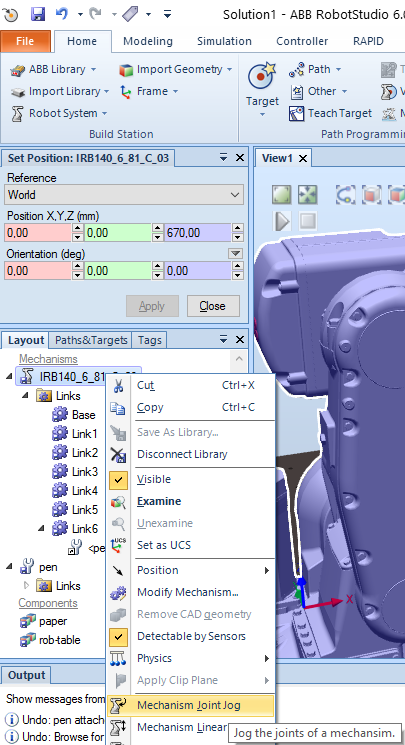 Solution1 - ABB RobotStudio 6.
File Home Modeling Simulation Controller RAPID
ABB Library Import Geometry Path
Import Library Frame Other
Robot System Target Teach Target
Build Station Path Programming
Set Position: IRB140_6_81_C_03 View1
Reference
World
Position X,Y,Z (mm)
0,00 0,00 670,00
Orientation (deg)
0,00 0,00 0,00
Apply Close
Layout Paths&Targets Tags
Mechanisms
IRB140_6_81_C_03
Links
Base
Link1
Link2
Link3
Link4
Link5
Link6
<pe
pen
Links
Components
paper
rob-table
Cut Ctrl+X
Copy Ctrl+C
Save As Library...
Disconnect Library
Visible
Examine
Unexamine
UCS Set as UCS
Position
Modify Mechanism...
Remove CAD geometry
Detectable by Sensors
Physics
Apply Clip Plane
Mechanism Joint Jog
Mechanism Linear
Jog the joints of a mechansim.
X
Output
Show messages from
Undo: pen attach
Undo: Browse for